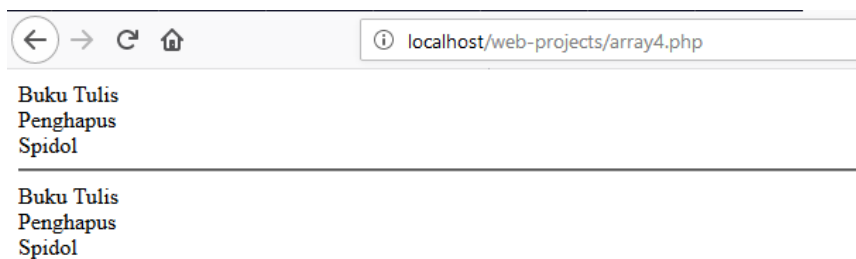 localhost/web-projects/array4.php
Buku Tulis
Penghapus
Spidol
Buku Tulis
Penghapus
Spidol